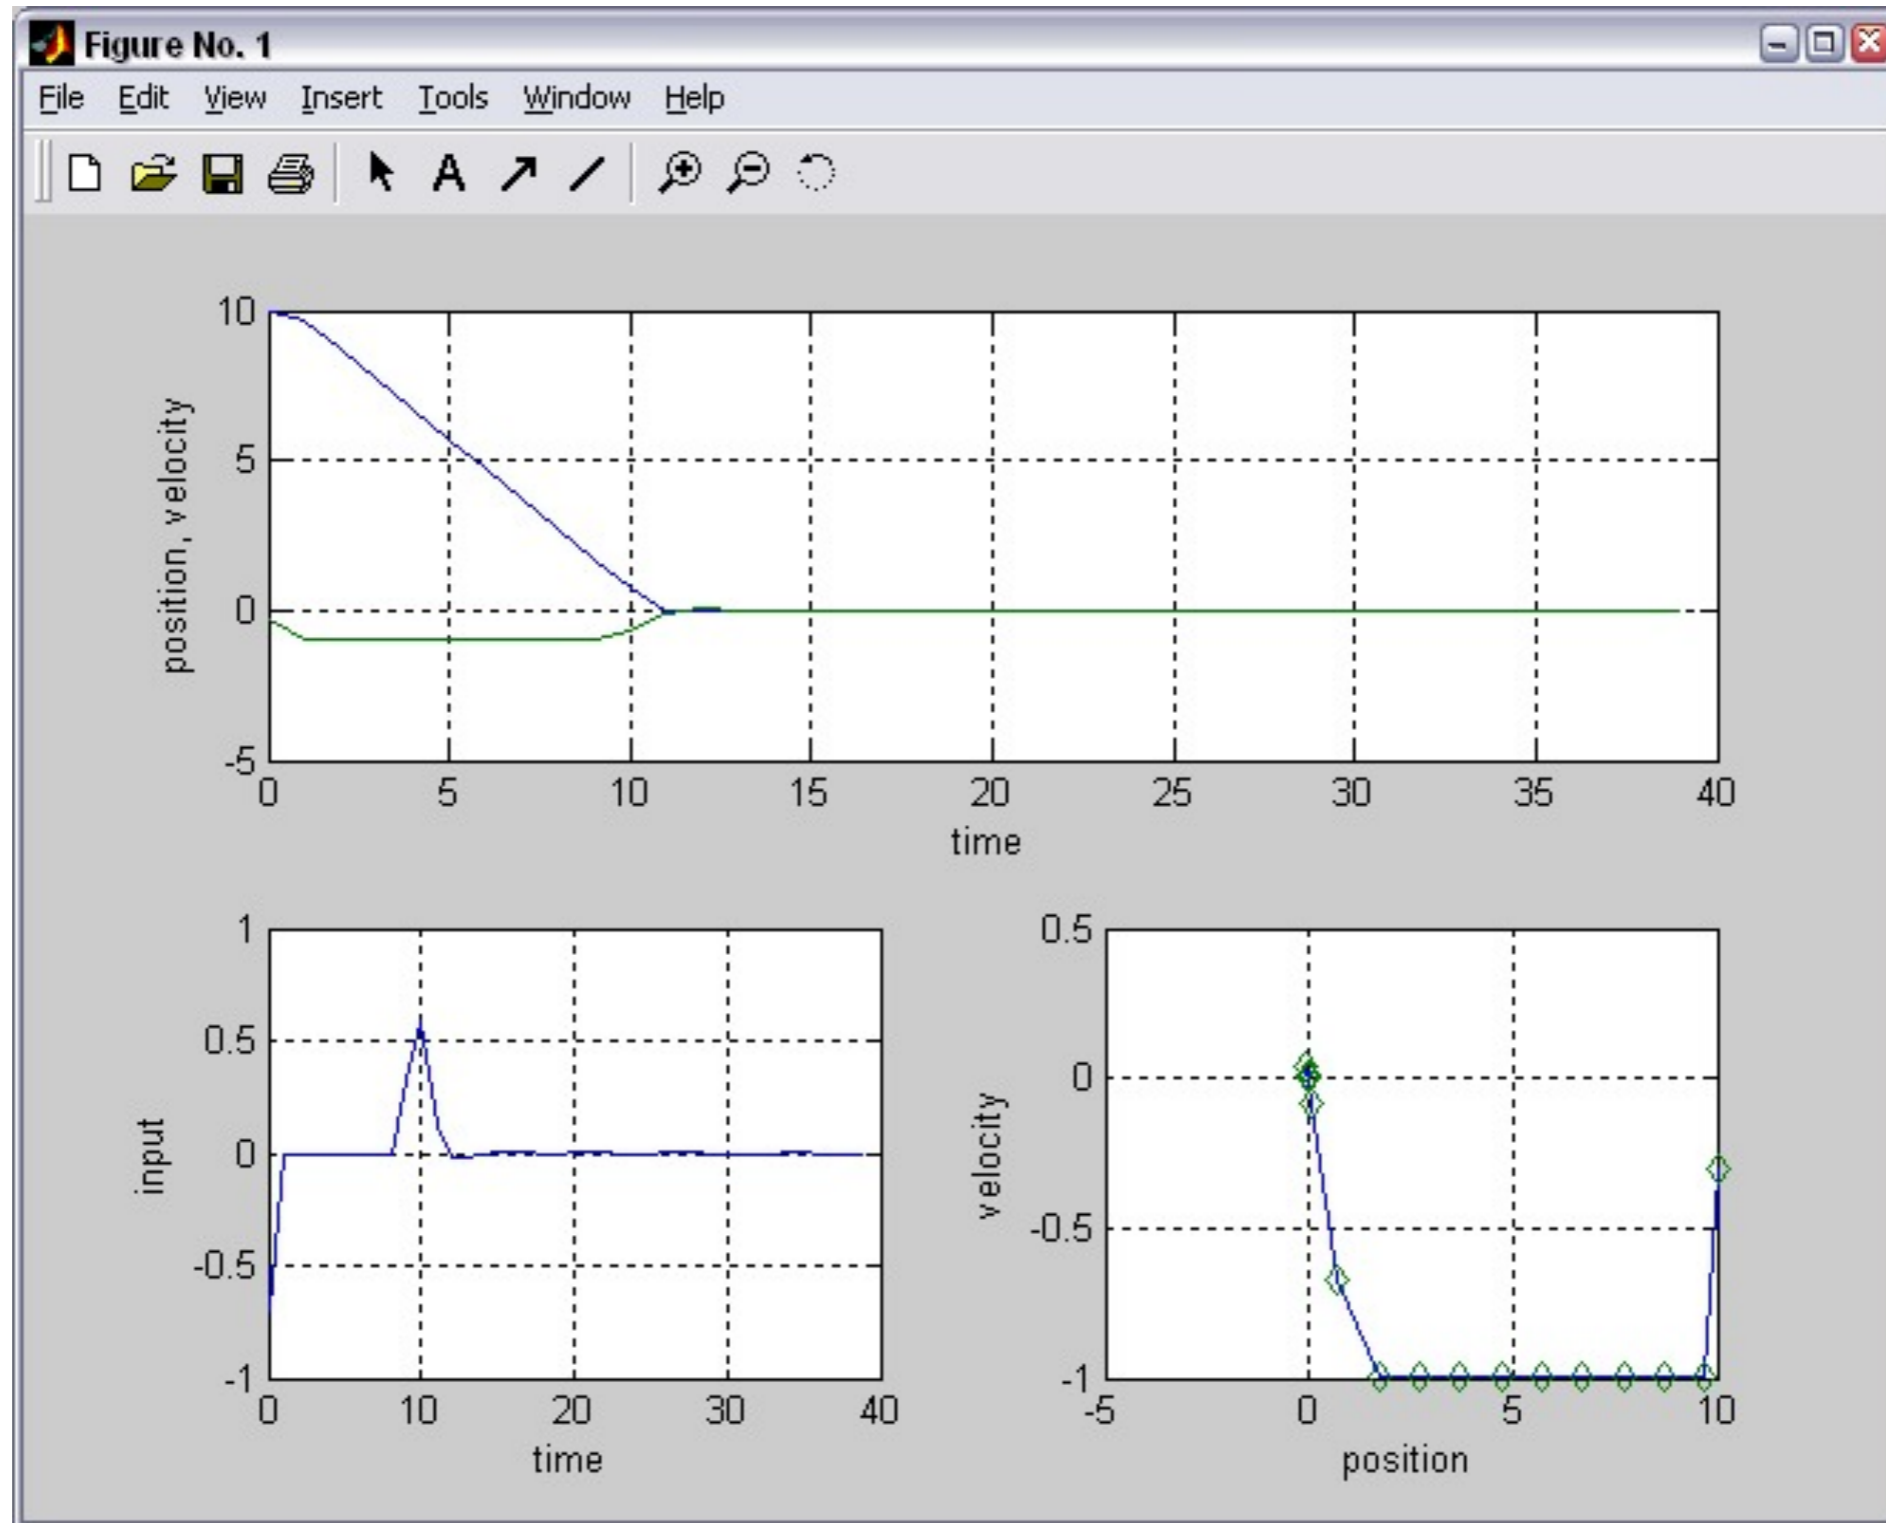 Figure No. 1
File Edit View Insert Tools Window Help
A
10
5
0
-5
position, velocity
0 5 10 15 20 25 30 35 40
time
1
0.5
0
-0.5
-1
input
0 10 20 30 40
time
0.5
0
-0.5
-1
velocity
-5 0 5 10
position